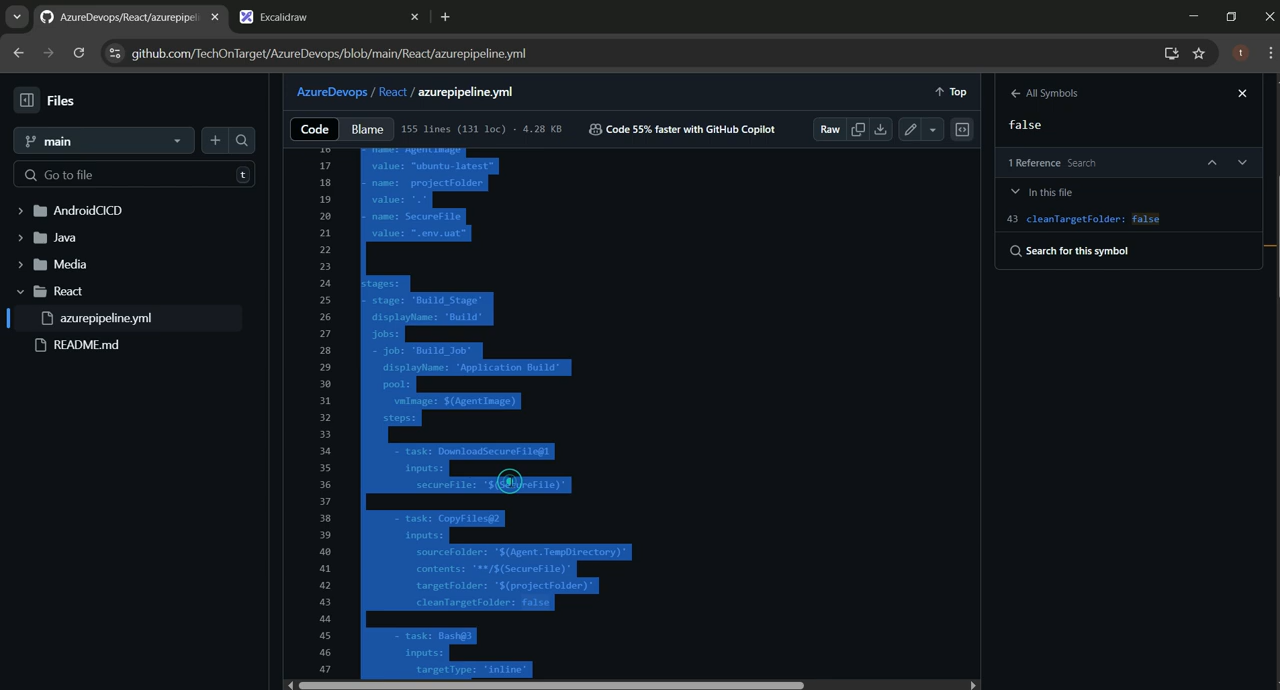 AzureDevops/React/azurepipeli
Excalidraw
github.com/TechOnTarget/AzureDevops/blob/main/React/azurepipeline.yml
t
Files
main
Go to file
t
AndroidCICD
Java
Media
React
azurepipeline.yml
README.md
AzureDevops / React / azurepipeline.yml
Top
Code
Blame
155 lines (131 loc) · 4.28 KB
Code 55% faster with GitHub Copilot
Raw
16 - name: AgentImage
17 value: "ubuntu-latest"
18 - name: projectFolder
19 value: '.'
20 - name: SecureFile
21 value: ".env.uat"
22
23
24 stages:
25 - stage: 'Build_Stage'
26 displayName: 'Build'
27 jobs:
28 - job: 'Build_Job'
29 displayName: 'Application Build'
30 pool:
31 vmImage: $(AgentImage)
32 steps:
33
34 - task: DownloadSecureFile@1
35 inputs:
36 secureFile: '$(SecureFile)'
37
38 - task: CopyFiles@2
39 inputs:
40 sourceFolder: '$(Agent.TempDirectory)'
41 contents: '**/$(SecureFile)'
42 targetFolder: '$(projectFolder)'
43 cleanTargetFolder: false
44
45 - task: Bash@3
46 inputs:
47 targetType: 'inline'
All Symbols
false
1 Reference Search
In this file
43 cleanTargetFolder: false
Search for this symbol